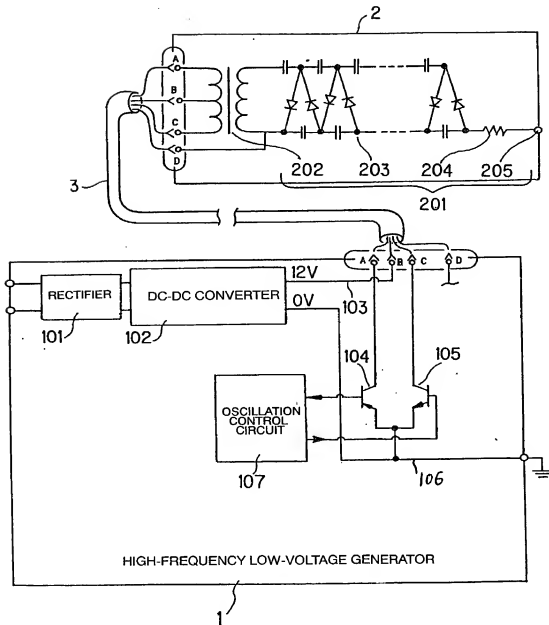 2
A
B
C
D
3
202
203
204
205
201
A
B
C
D
12V
RECTIFIER
DC-DC CONVERTER
0V
103
101
102
104
105
OSCILLATION
CONTROL
CIRCUIT
107
106
HIGH-FREQUENCY LOW-VOLTAGE GENERATOR
1